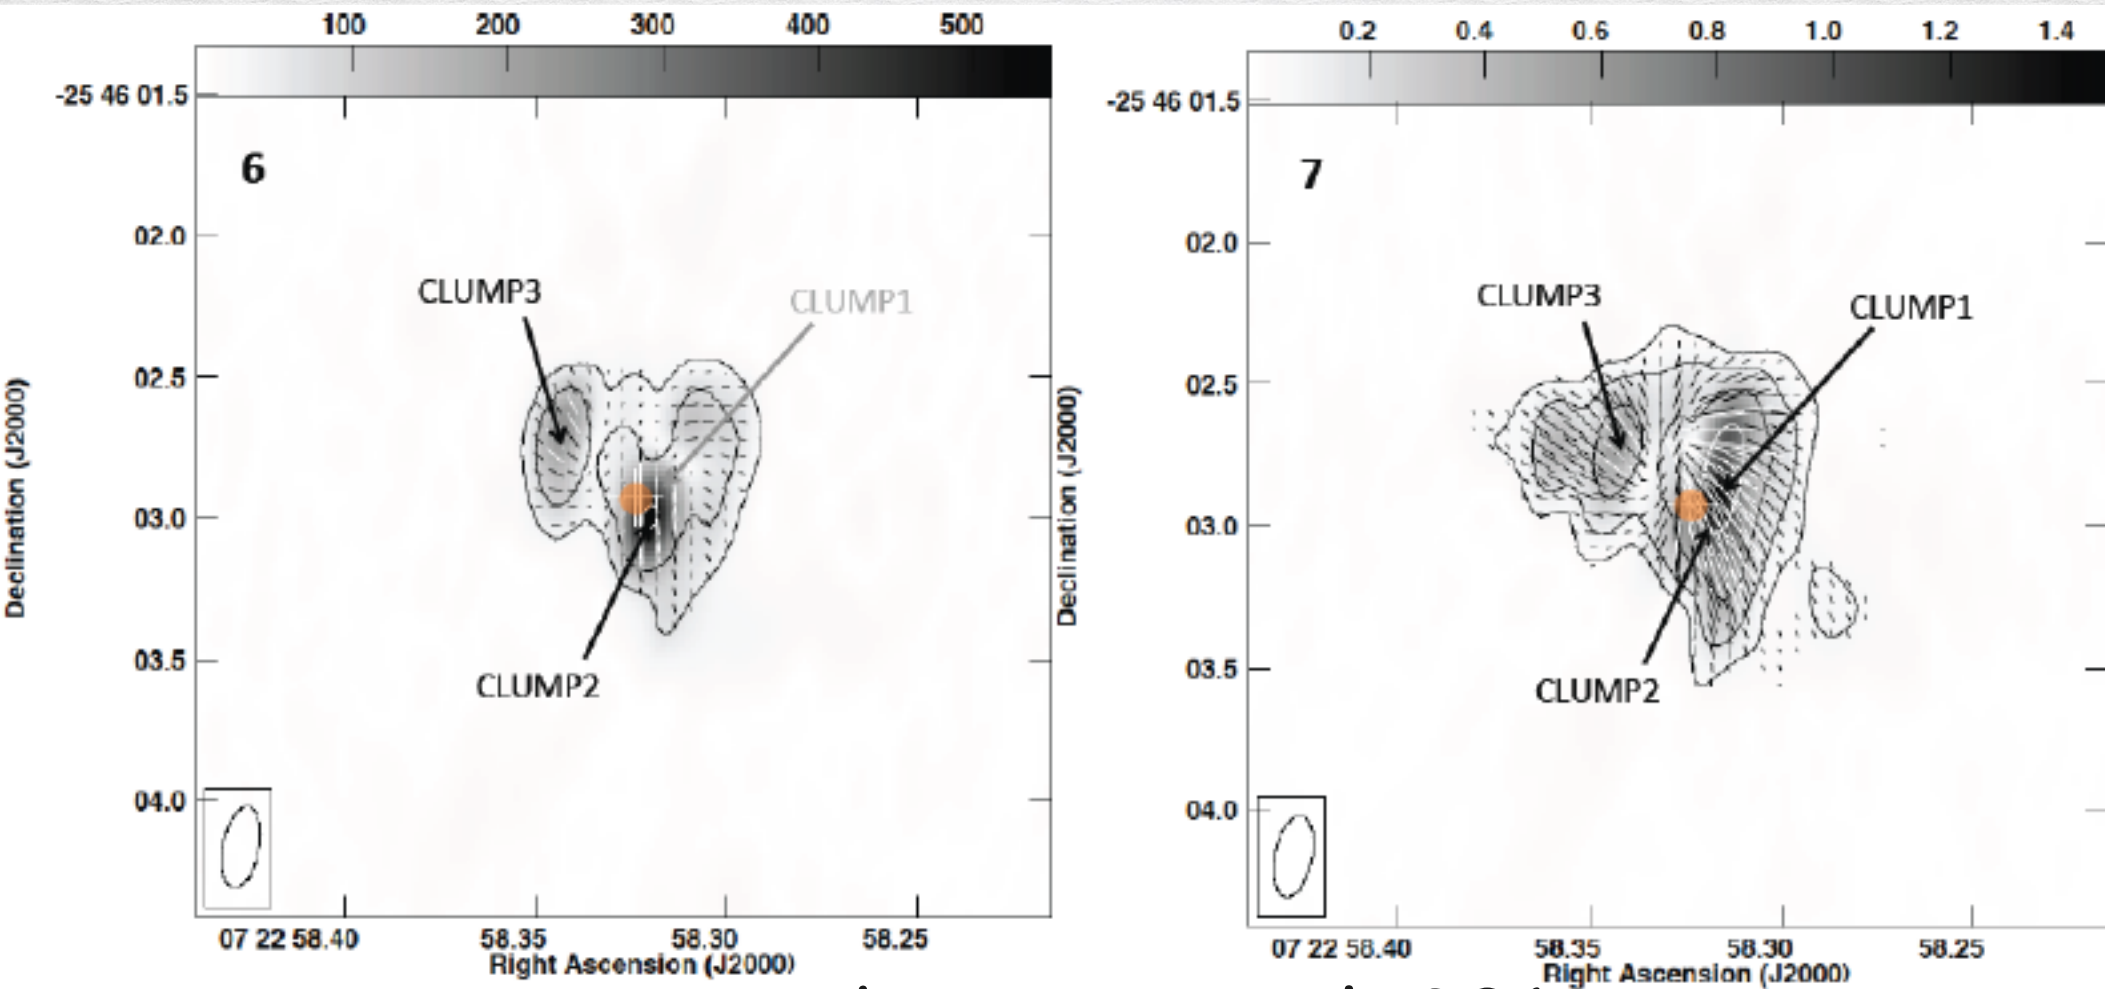 100 200 300 400 500
-25 46 01.5
6
02.0
CLUMP3
CLUMP1
02.5
03.0
03.5
CLUMP2
04.0
07 22 58.40 58.35 58.30 58.25
Right Ascension (J2000)
Declination (J2000)
0.2 0.4 0.6 0.8 1.0 1.2 1.4
-25 46 01.5
7
02.0
CLUMP3
CLUMP1
02.5
03.0
03.5
CLUMP2
04.0
07 22 58.40 58.35 58.30 58.25
Right Ascension (J2000)
Declination (J2000)